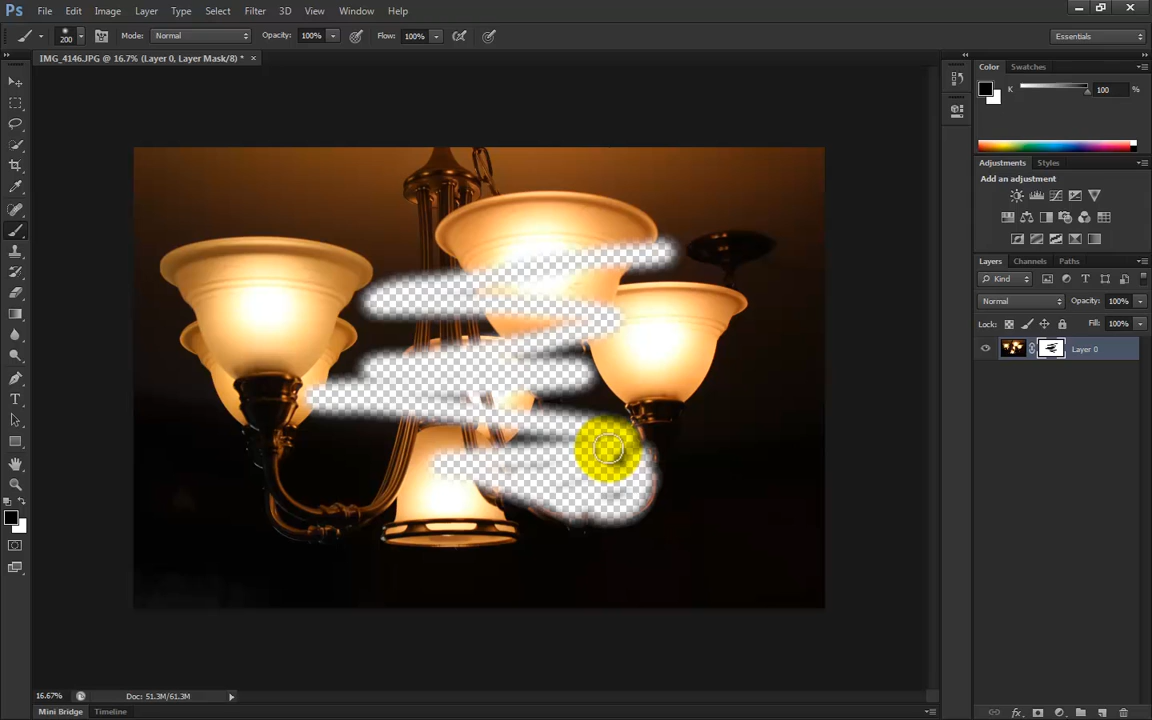 Ps File Edit Image Layer Type Select Filter 3D View Window Help
200 Mode: Normal Opacity: 100% Flow: 100% Essentials
IMG_4146.JPG @ 16.7% (Layer 0, Layer Mask/8) * ×
Color Swatches
K 100 %
Adjustments Styles
Add an adjustment
Layers Channels Paths
Kind
Normal Opacity: 100%
Lock: Fill: 100%
Layer 0
16.67% Doc: 51.3M/61.3M
Mini Bridge Timeline